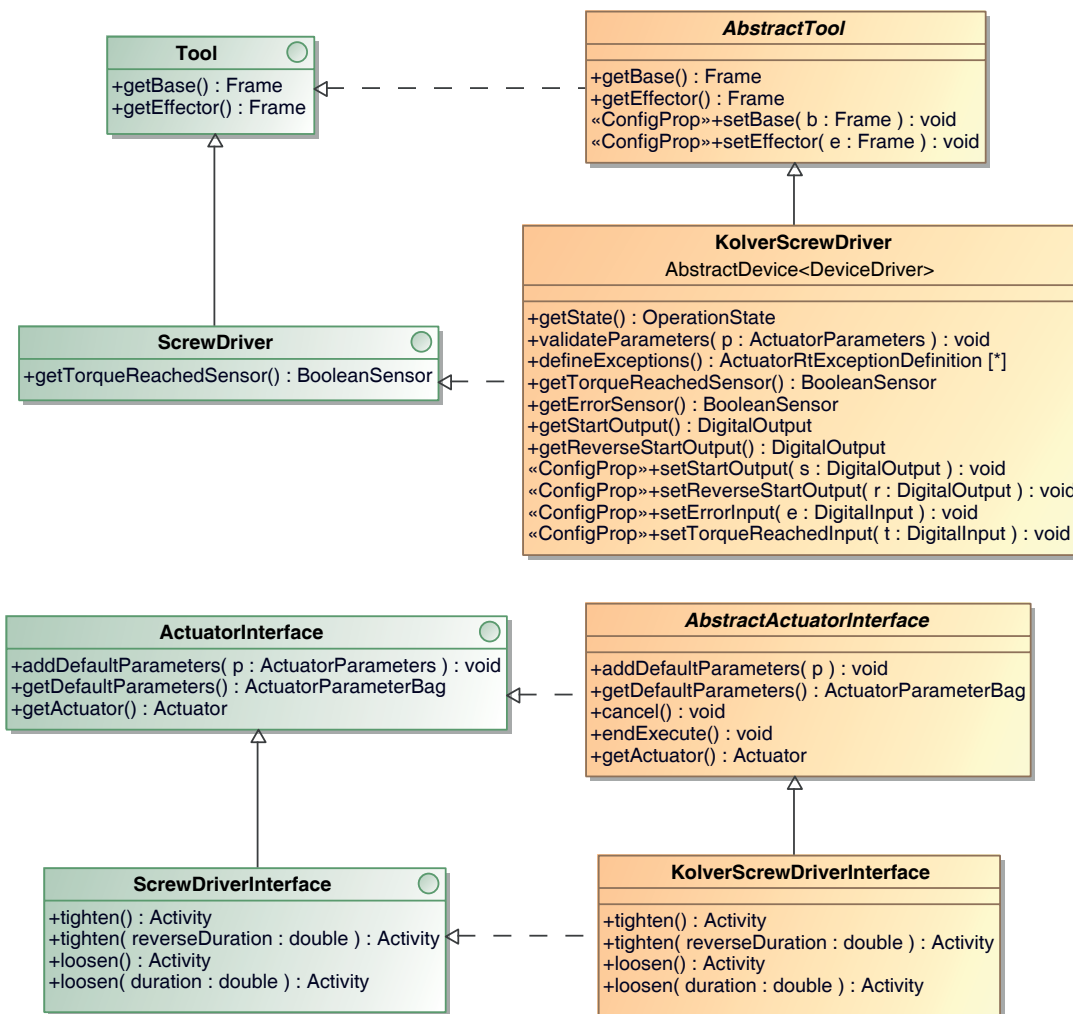 Tool
+getBase() : Frame
+getEffector() : Frame
AbstractTool
+getBase() : Frame
+getEffector() : Frame
«ConfigProp»+setBase( b : Frame ) : void
«ConfigProp»+setEffector( e : Frame ) : void
ScrewDriver
+getTorqueReachedSensor() : BooleanSensor
KolverScrewDriver
AbstractDevice<DeviceDriver>
+getState() : OperationState
+validateParameters( p : ActuatorParameters ) : void
+defineExceptions() : ActuatorRtExceptionDefinition [*]
+getTorqueReachedSensor() : BooleanSensor
+getErrorSensor() : BooleanSensor
+getStartOutput() : DigitalOutput
+getReverseStartOutput() : DigitalOutput
«ConfigProp»+setStartOutput( s : DigitalOutput ) : void
«ConfigProp»+setReverseStartOutput( r : DigitalOutput ) : void
«ConfigProp»+setErrorInput( e : DigitalInput ) : void
«ConfigProp»+setTorqueReachedInput( t : DigitalInput ) : void
ActuatorInterface
+addDefaultParameters( p : ActuatorParameters ) : void
+getDefaultParameters() : ActuatorParameterBag
+getActuator() : Actuator
AbstractActuatorInterface
+addDefaultParameters( p ) : void
+getDefaultParameters() : ActuatorParameterBag
+cancel() : void
+endExecute() : void
+getActuator() : Actuator
ScrewDriverInterface
+tighten() : Activity
+tighten( reverseDuration : double ) : Activity
+loosen() : Activity
+loosen( duration : double ) : Activity
KolverScrewDriverInterface
+tighten() : Activity
+tighten( reverseDuration : double ) : Activity
+loosen() : Activity
+loosen( duration : double ) : Activity